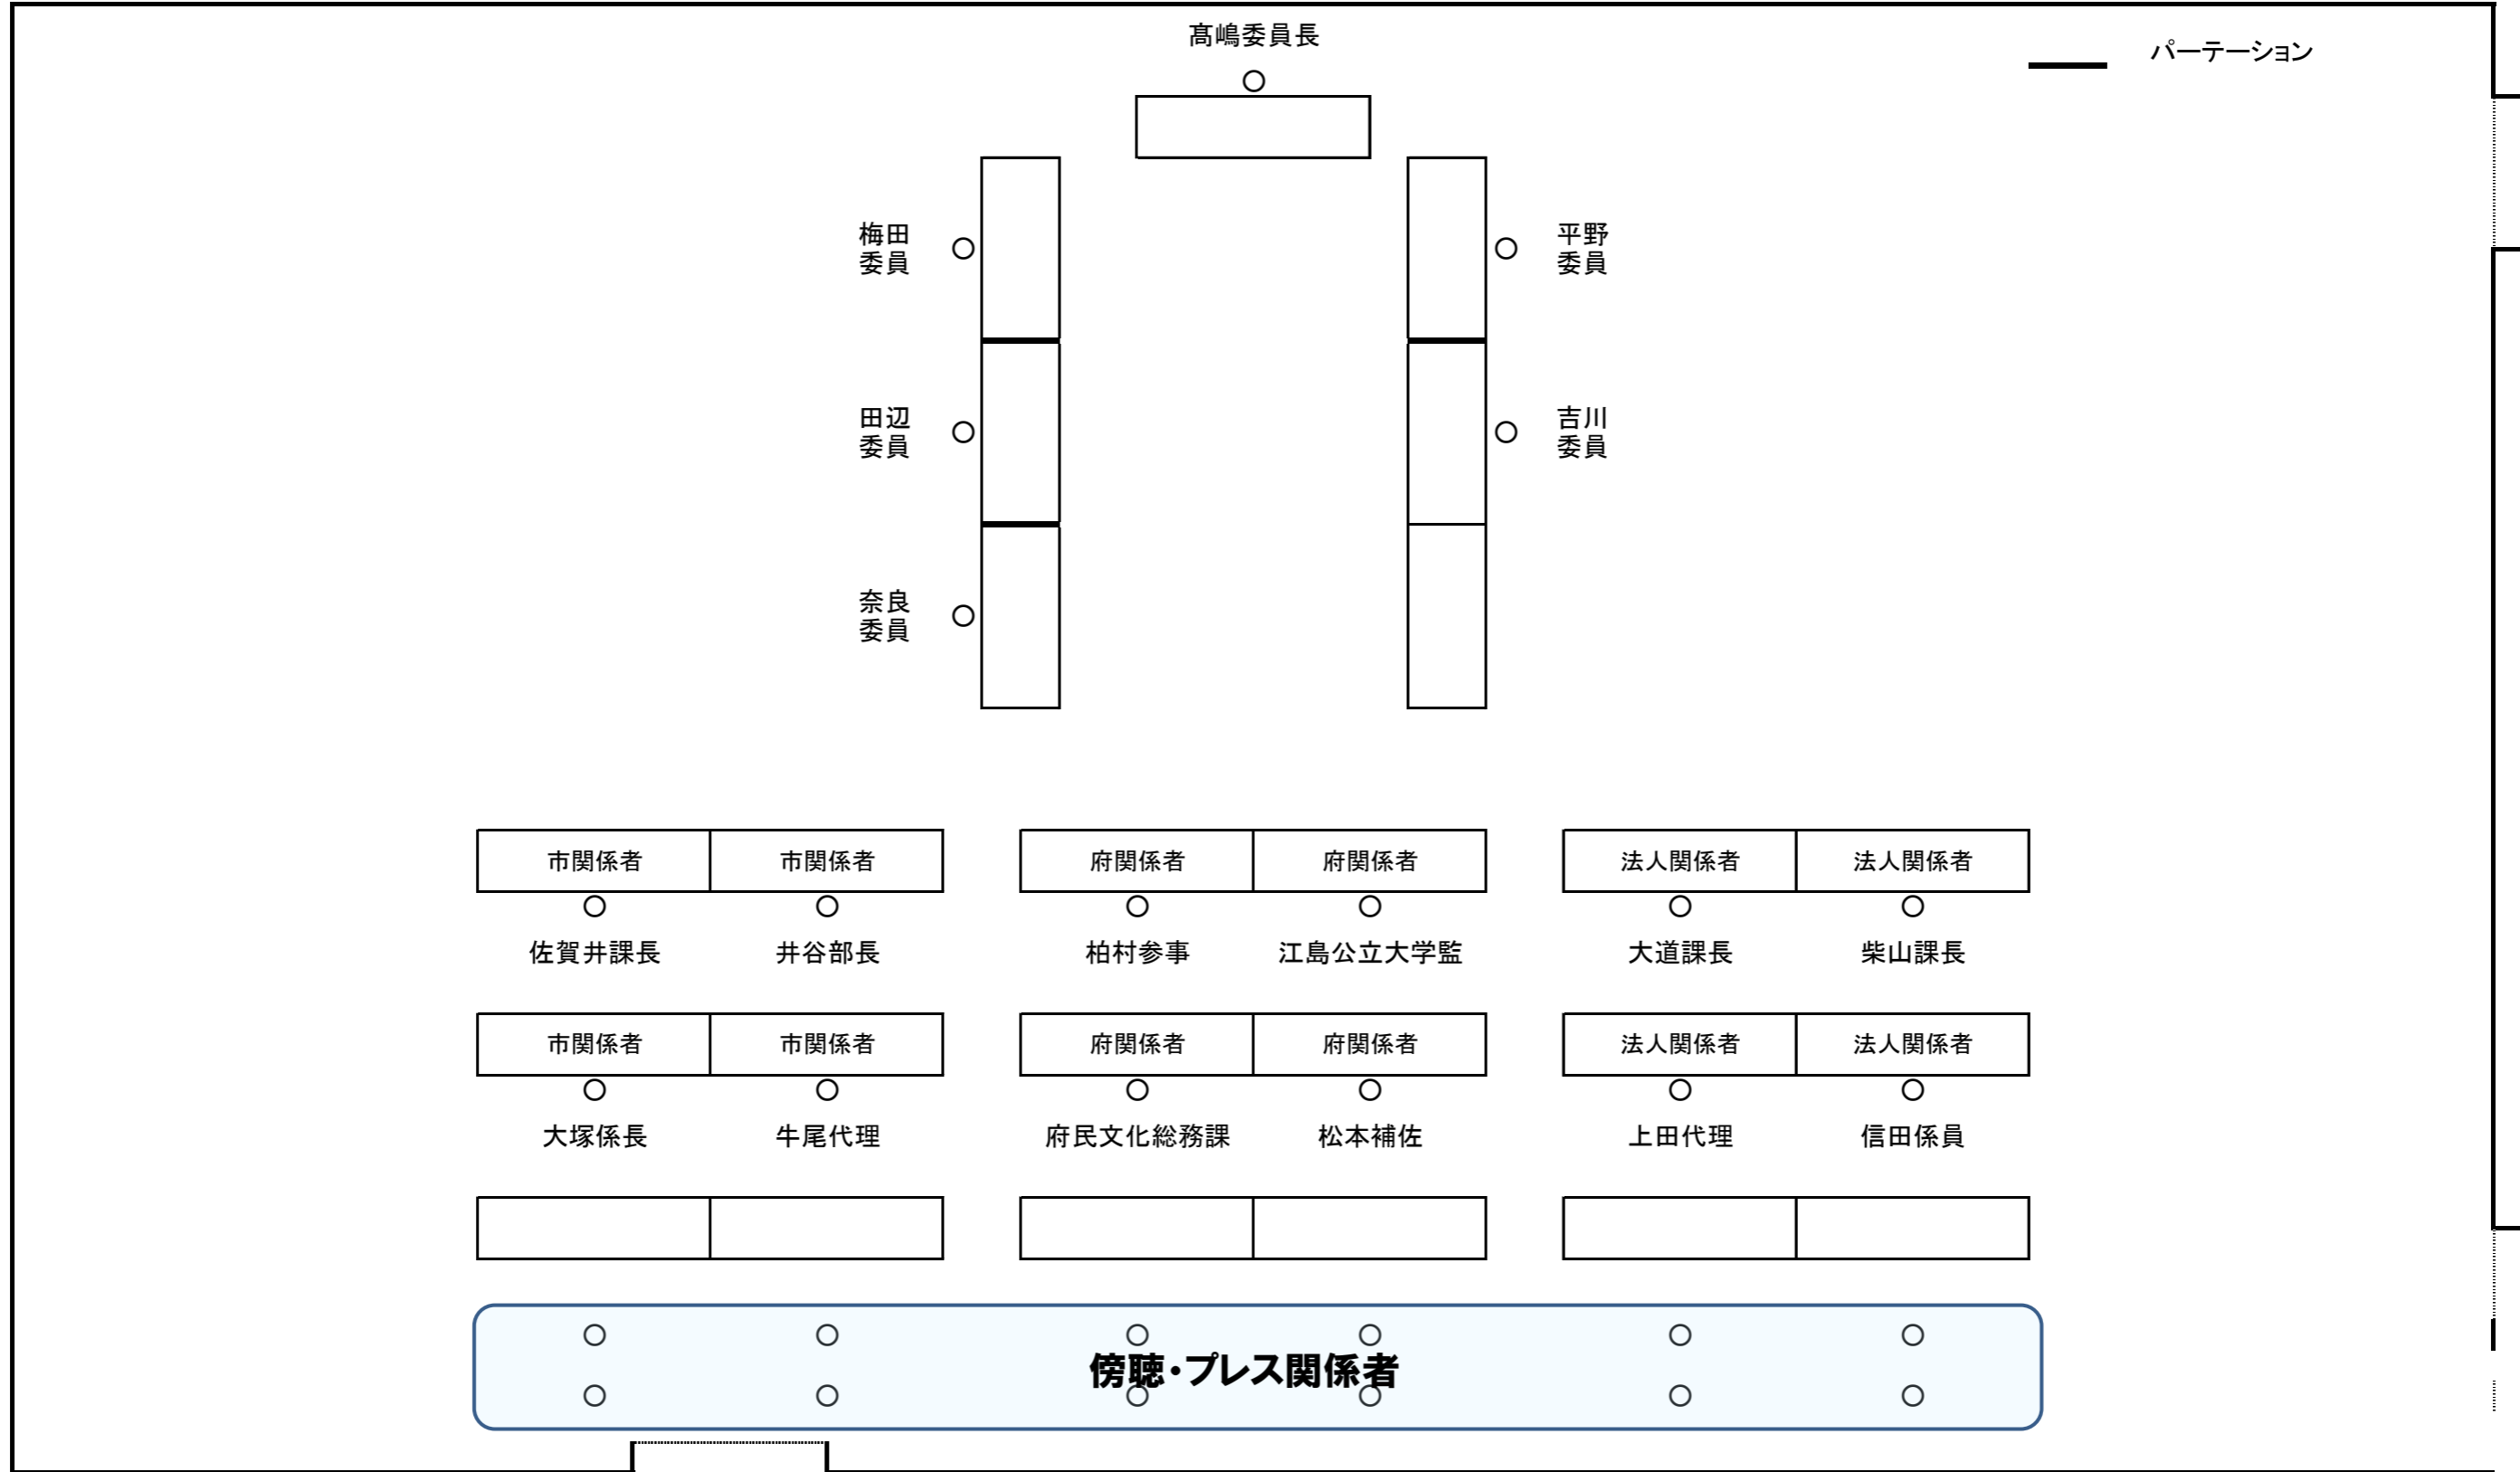 髙嶋委員長
パーテーション
梅田
委員
平野
委員
田辺
委員
吉川
委員
奈良
委員
市関係者
市関係者
府関係者
府関係者
法人関係者
法人関係者
佐賀井課長
井谷部長
柏村参事
江島公立大学監
大道課長
柴山課長
市関係者
市関係者
府関係者
府関係者
法人関係者
法人関係者
大塚係長
牛尾代理
府民文化総務課
松本補佐
上田代理
信田係員
傍聴・プレス関係者